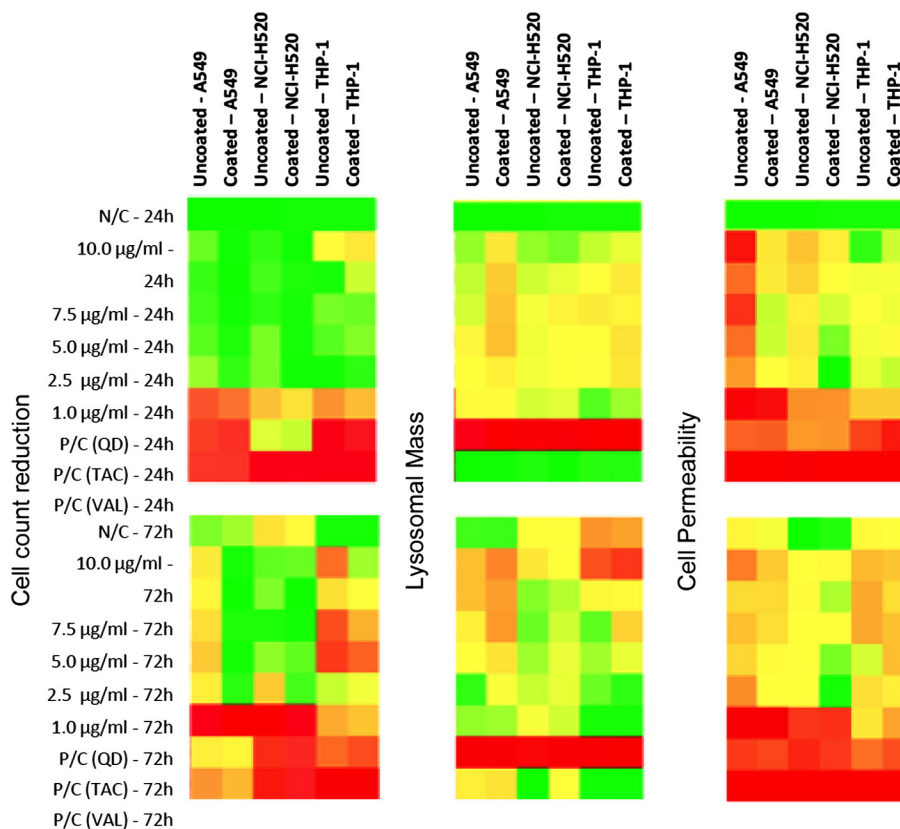 Uncoated - A549
Coated – A549
Uncoated – NCI-H520
Coated – NCI-H520
Uncoated – THP-1
Coated – THP-1
Uncoated - A549
Coated – A549
Uncoated – NCI-H520
Coated – NCI-H520
Uncoated – THP-1
Coated – THP-1
Uncoated - A549
Coated – A549
Uncoated – NCI-H520
Coated – NCI-H520
Uncoated – THP-1
Coated – THP-1
Cell count reduction
N/C - 24h
10.0 µg/ml -
24h
7.5 µg/ml - 24h
5.0 µg/ml - 24h
2.5 µg/ml - 24h
1.0 µg/ml - 24h
P/C (QD) - 24h
P/C (TAC) - 24h
P/C (VAL) - 24h
N/C - 72h
10.0 µg/ml -
72h
7.5 µg/ml - 72h
5.0 µg/ml - 72h
2.5 µg/ml - 72h
1.0 µg/ml - 72h
P/C (QD) - 72h
P/C (TAC) - 72h
P/C (VAL) - 72h
Lysosomal Mass
Cell Permeability